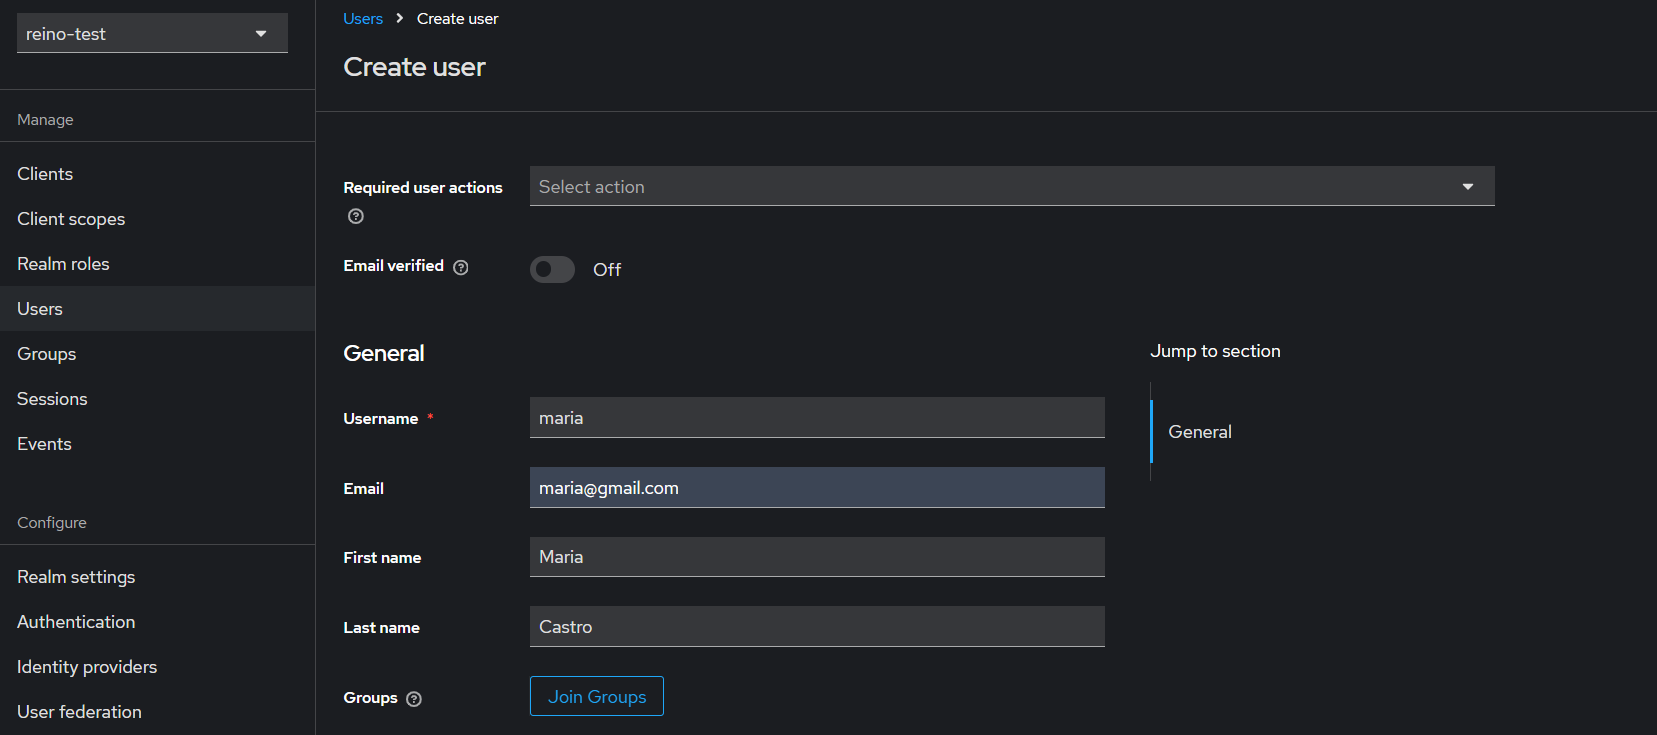 reino-test
Manage
Clients
Client scopes
Realm roles
Users
Groups
Sessions
Events
Configure
Realm settings
Authentication
Identity providers
User federation
Users > Create user
Create user
Required user actions
Select action
Email verified
Off
General
Username *
maria
Email
maria@gmail.com
First name
Maria
Last name
Castro
Groups
Join Groups
Jump to section
General